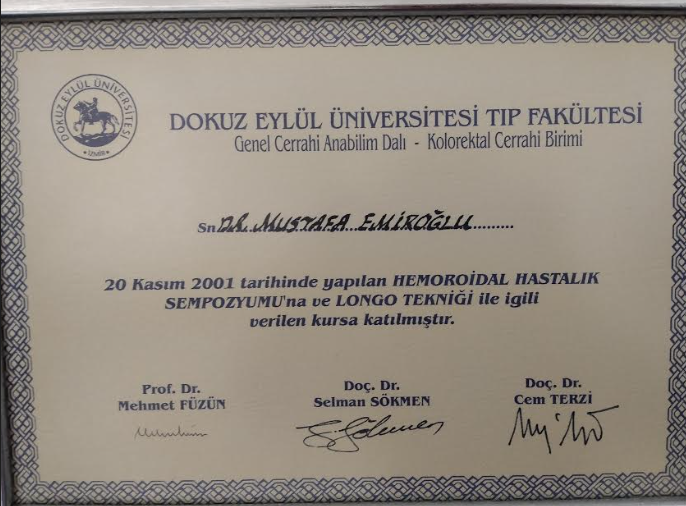 DOKUZ EYLÜL ÜNİVERSİTESİ
İZMİR
DOKUZ EYLÜL ÜNİVERSİTESİ TIP FAKÜLTESİ
Genel Cerrahi Anabilim Dalı - Kolorektal Cerrahi Birimi
Sn. DR. MUSTAFA EMİROĞLU
20 Kasım 2001 tarihinde yapılan HEMOROİDAL HASTALIK
SEMPOZYUMU'na ve LONGO TEKNİĞİ ile igili
verilen kursa katılmıştır.
Prof. Dr.
Mehmet FÜZÜN
Doç. Dr.
Selman SÖKMEN
Doç. Dr.
Cem TERZİ